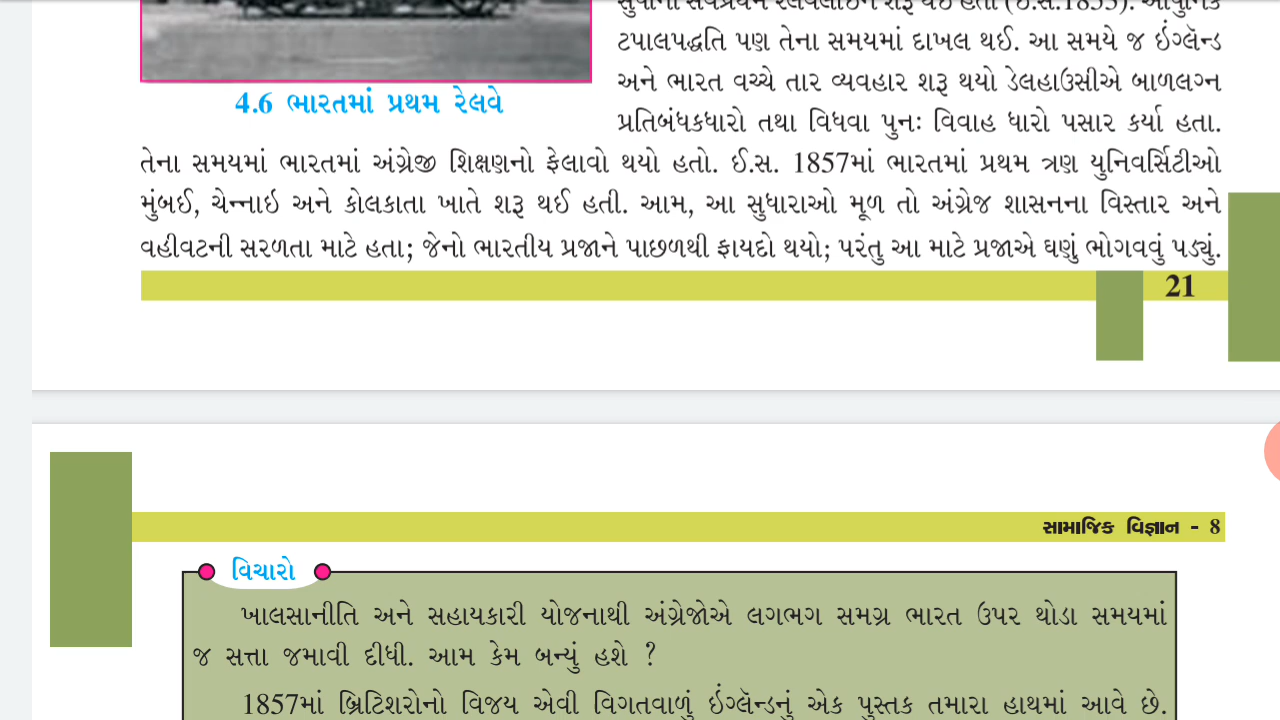 4.6 ભારતમાં પ્રથમ રેલવે
ટપાલપદ્ધતિ પણ તેના સમયમાં દાખલ થઈ. આ સમયે જ ઇંગ્લૅન્ડ
અને ભારત વચ્ચે તાર વ્યવહાર શરૂ થયો ડેલહાઉસીએ બાળલગ્ન
પ્રતિબંધકધારો તથા વિધવા પુનઃ વિવાહ ધારો પસાર કર્યા હતા.
તેના સમયમાં ભારતમાં અંગ્રેજી શિક્ષણનો ફેલાવો થયો હતો. ઈ.સ. 1857માં ભારતમાં પ્રથમ ત્રણ યુનિવર્સિટીઓ
મુંબઈ, ચેન્નાઇ અને કોલકાતા ખાતે શરૂ થઈ હતી. આમ, આ સુધારાઓ મૂળ તો અંગ્રેજ શાસનના વિસ્તાર અને
વહીવટની સરળતા માટે હતા; જેનો ભારતીય પ્રજાને પાછળથી ફાયદો થયો; પરંતુ આ માટે પ્રજાએ ઘણું ભોગવવું પડ્યું.
21
સામાજિક વિજ્ઞાન - 8
વિચારો
ખાલસાનીતિ અને સહાયકારી યોજનાથી અંગ્રેજોએ લગભગ સમગ્ર ભારત ઉપર થોડા સમયમાં
જ સત્તા જમાવી દીધી. આમ કેમ બન્યું હશે ?
1857માં બ્રિટિશરોનો વિજય એવી વિગતવાળું ઇંગ્લૅન્ડનું એક પુસ્તક તમારા હાથમાં આવે છે.